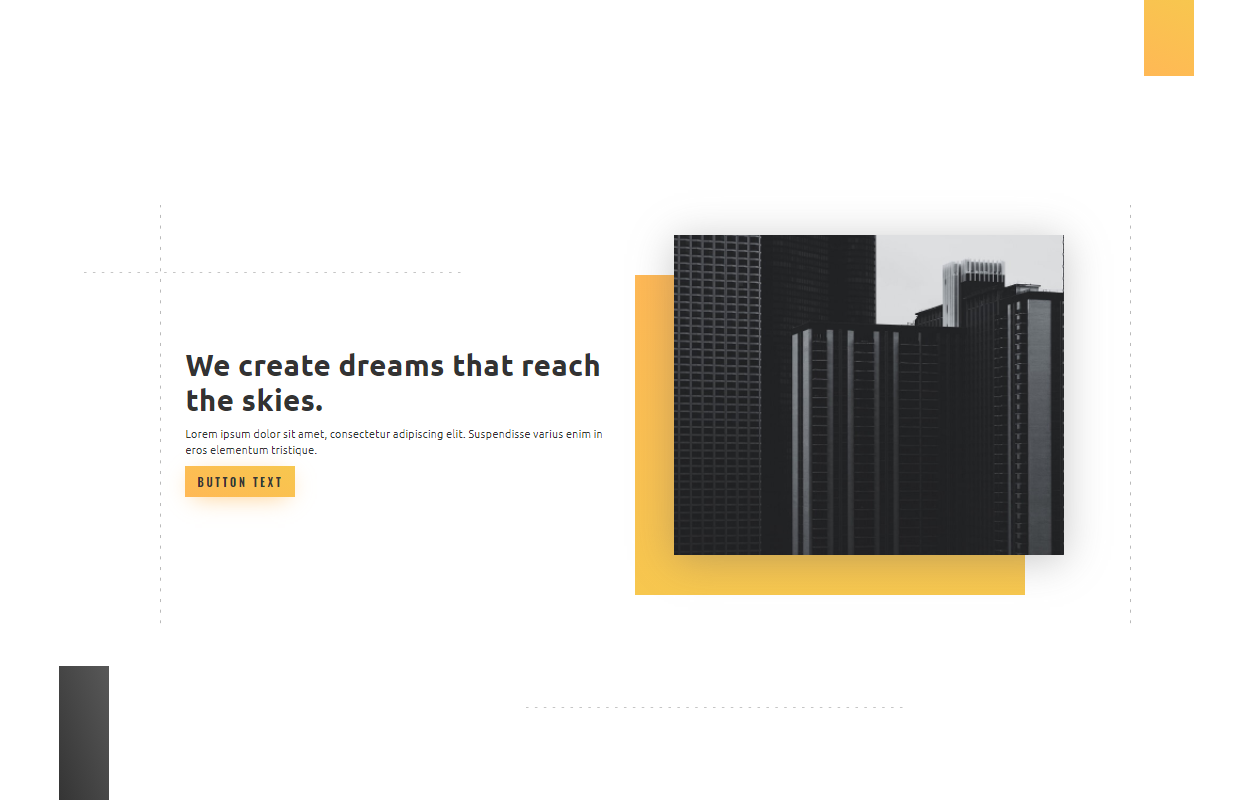 We create dreams that reach
the skies.
Lorem ipsum dolor sit amet, consectetur adipiscing elit. Suspendisse varius enim in
eros elementum tristique.
BUTTON TEXT